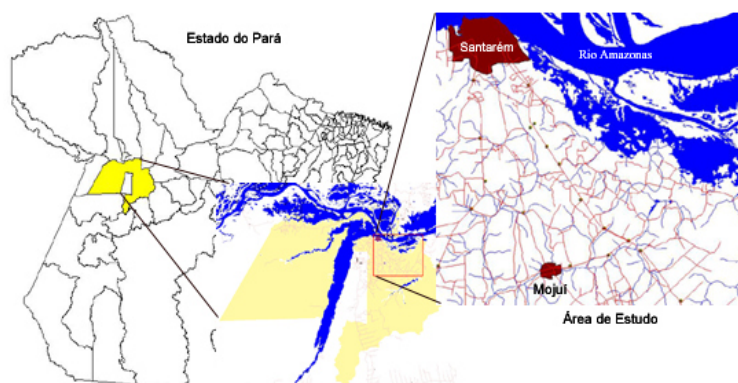 Estado do Pará
Santarém
Rio Amazonas
Mojuí
Área de Estudo